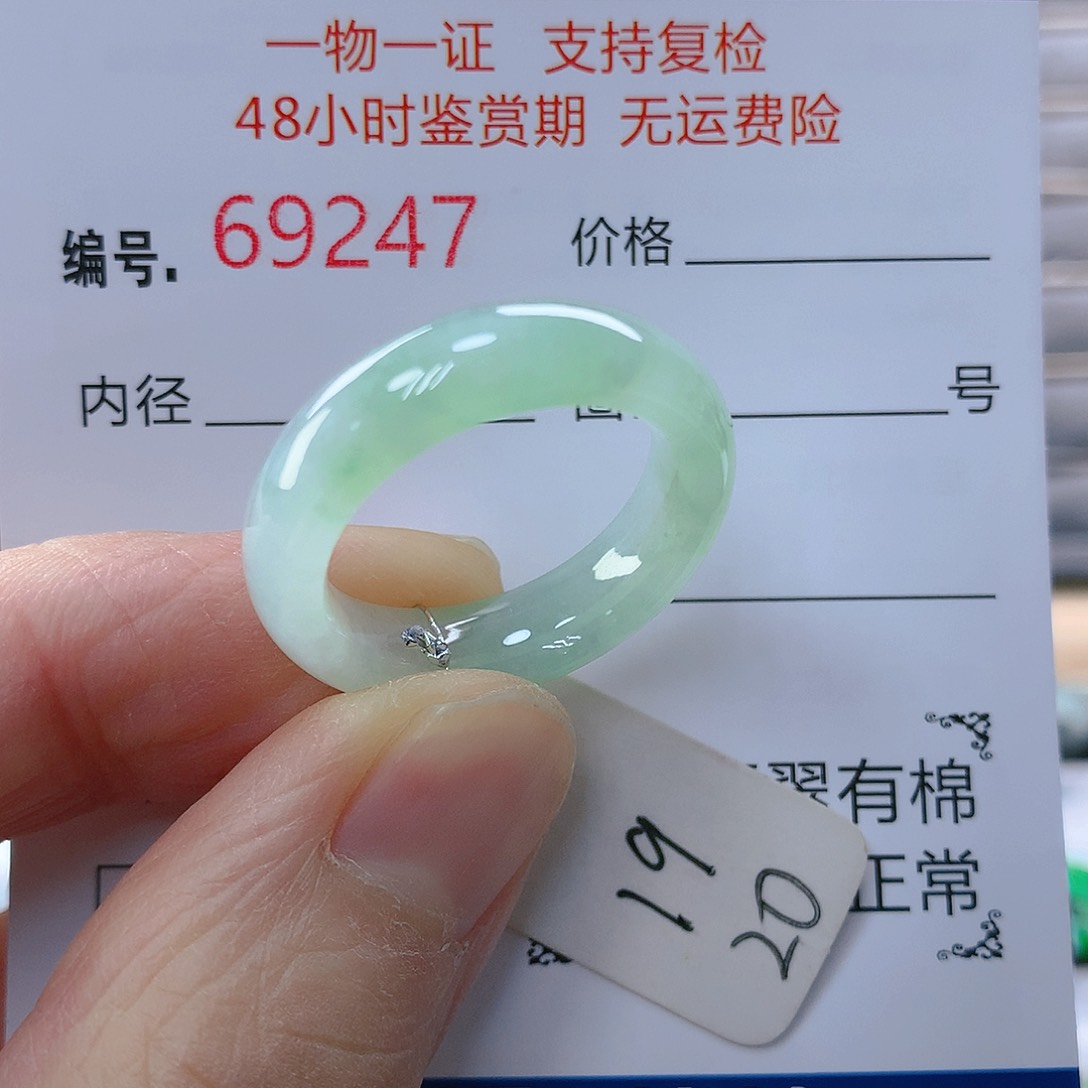 一物一证 支持复检
48小时鉴赏期 无运费险
编号. 69247 价格
内径 号
翠有棉
正常
19
20